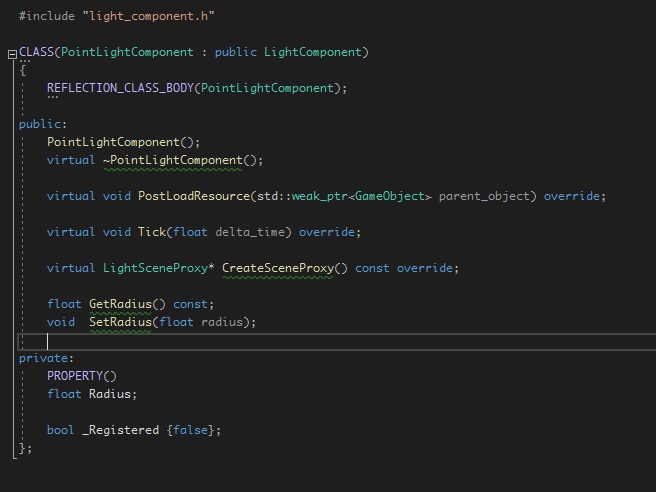 #include "light_component.h"
CLASS(PointLightComponent : public LightComponent)
{
REFLECTION_CLASS_BODY(PointLightComponent);
public:
PointLightComponent();
virtual ~PointLightComponent();
virtual void PostLoadResource(std::weak_ptr<GameObject> parent_object) override;
virtual void Tick(float delta_time) override;
virtual LightSceneProxy* CreateSceneProxy() const override;
float GetRadius() const;
void  SetRadius(float radius);
private:
PROPERTY()
float Radius;
bool _Registered {false};
};